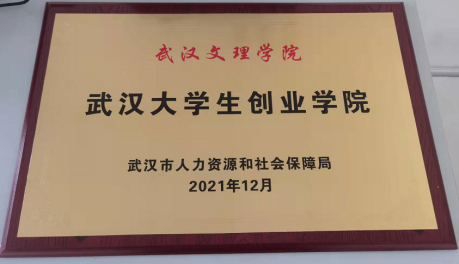 武汉文理学院
武汉大学生创业学院
武汉市人力资源和社会保障局
2021年12月